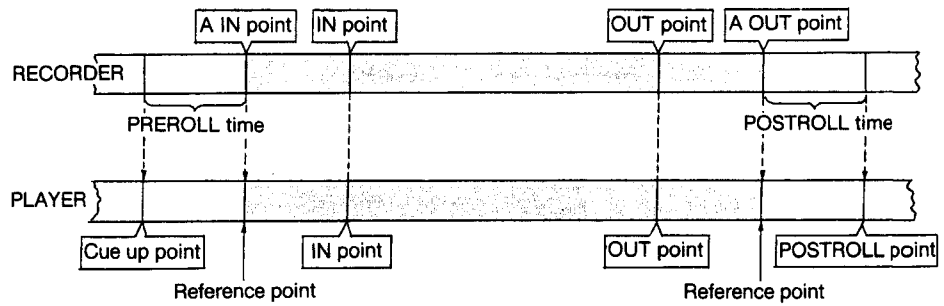 A IN point IN point OUT point A OUT point
RECORDER
PREROLL time POSTROLL time
PLAYER
Cue up point IN point OUT point POSTROLL point
Reference point Reference point